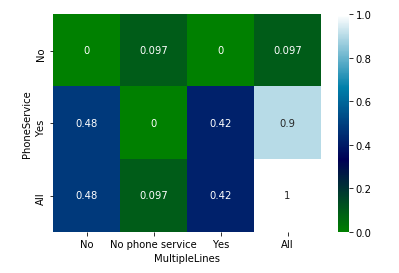 No 0 0.097 0 0.097
PhoneService
Yes 0.48 0 0.42 0.9
All 0.48 0.097 0.42 1
No No phone service Yes All
MultipleLines
1.0
0.8
0.6
0.4
0.2
0.0